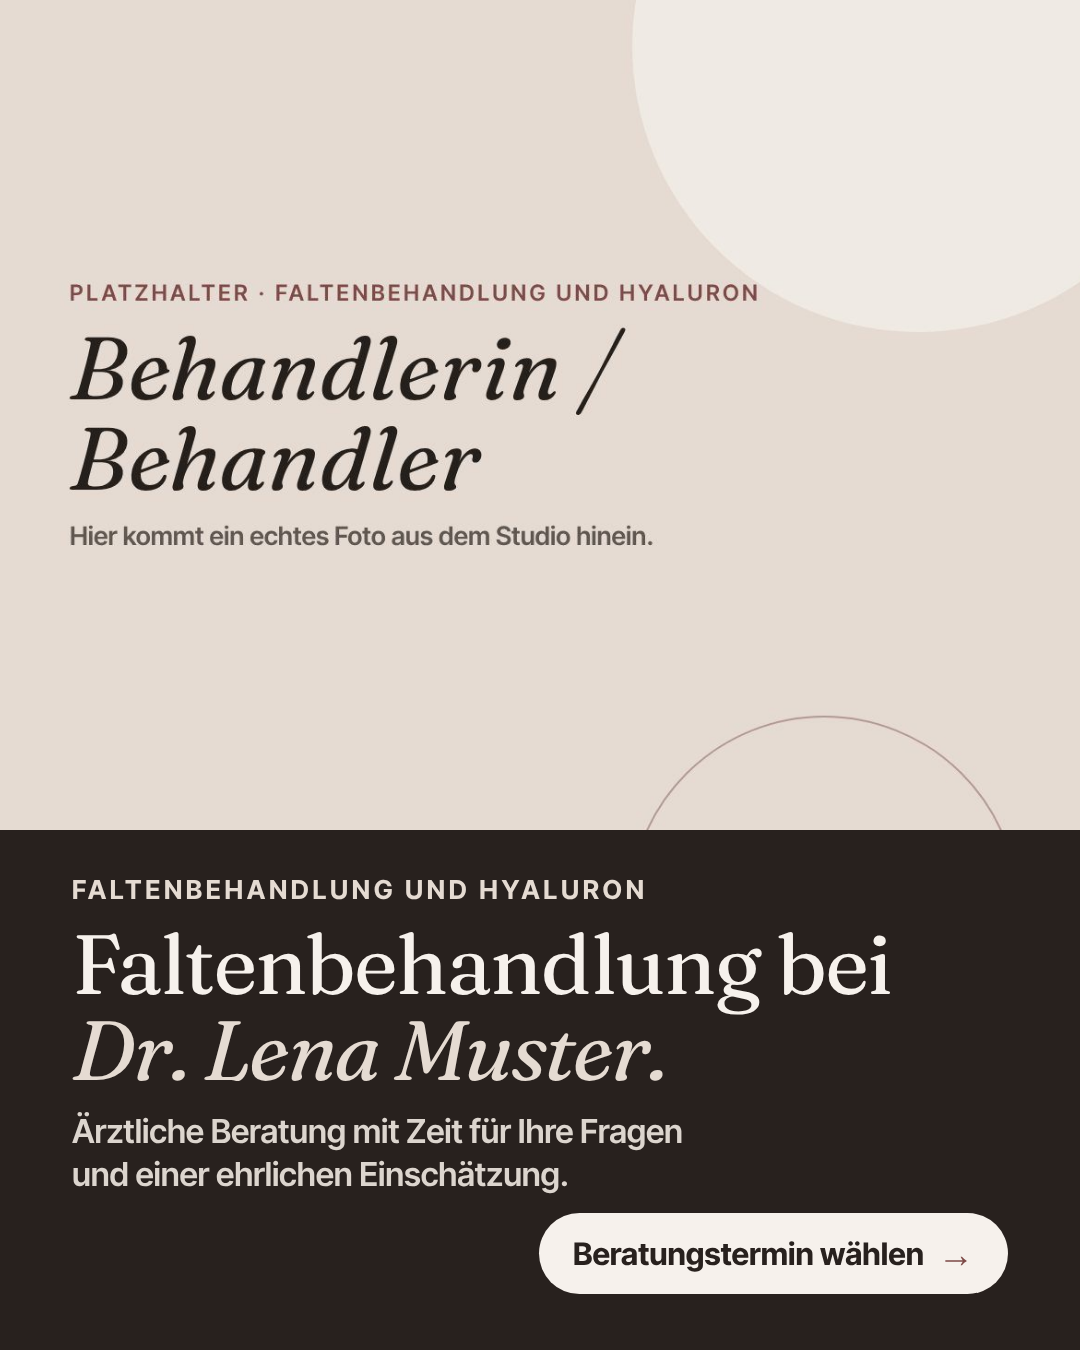 PLATZHALTER · FALTENBEHANDLUNG UND HYALURON
Behandlerin /
Behandler
Hier kommt ein echtes Foto aus dem Studio hinein.
FALTENBEHANDLUNG UND HYALURON
Faltenbehandlung bei
Dr. Lena Muster.
Ärztliche Beratung mit Zeit für Ihre Fragen
und einer ehrlichen Einschätzung.
Beratungstermin wählen →